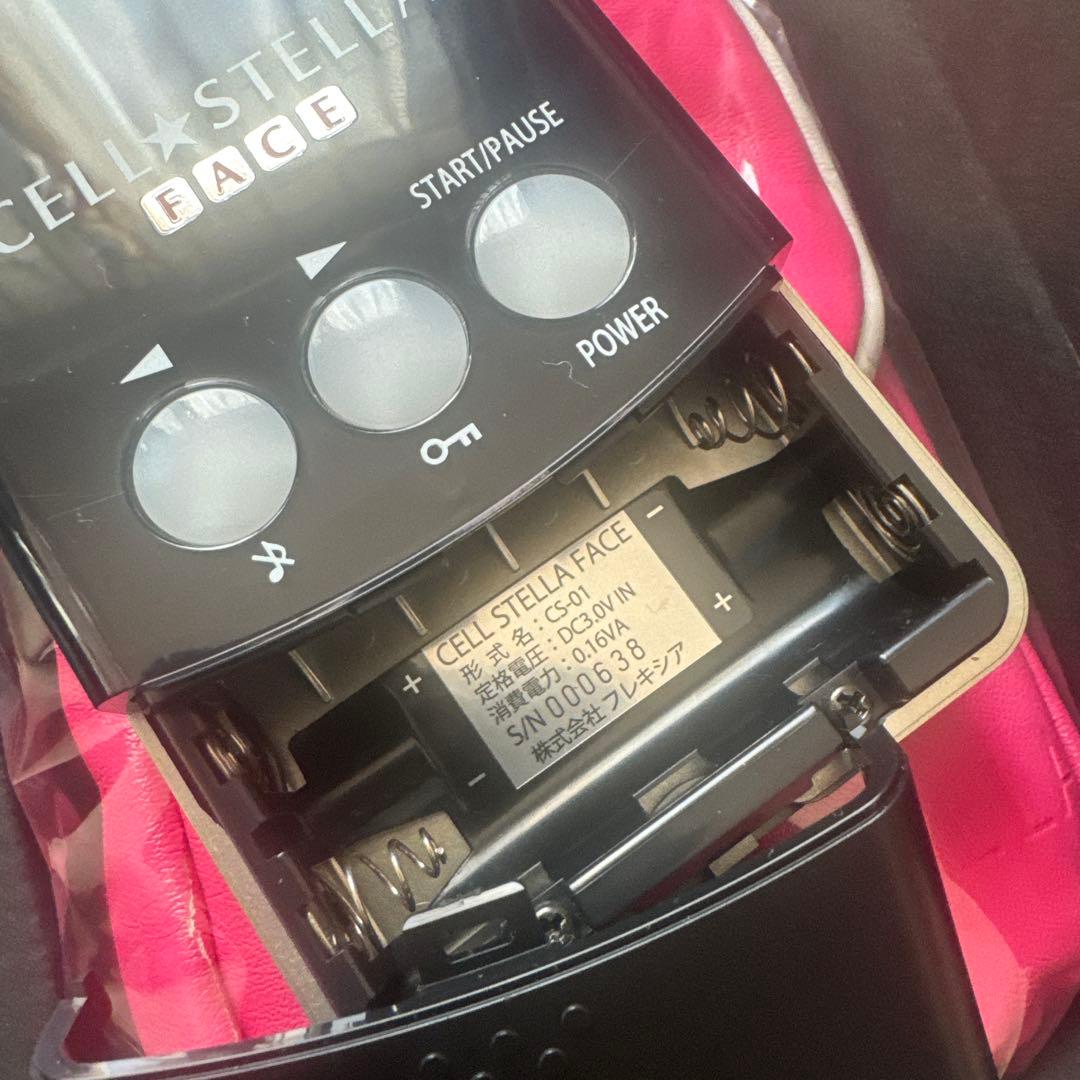 CELL★STELLA
FACE
START/PAUSE
POWER
CELL STELLA FACE
形 式 名 : CS-01
定格電圧 : DC3.0V IN
消費電力 : 0.16VA
S/N 000638
株式会社 フレキシア
+
−
−
+